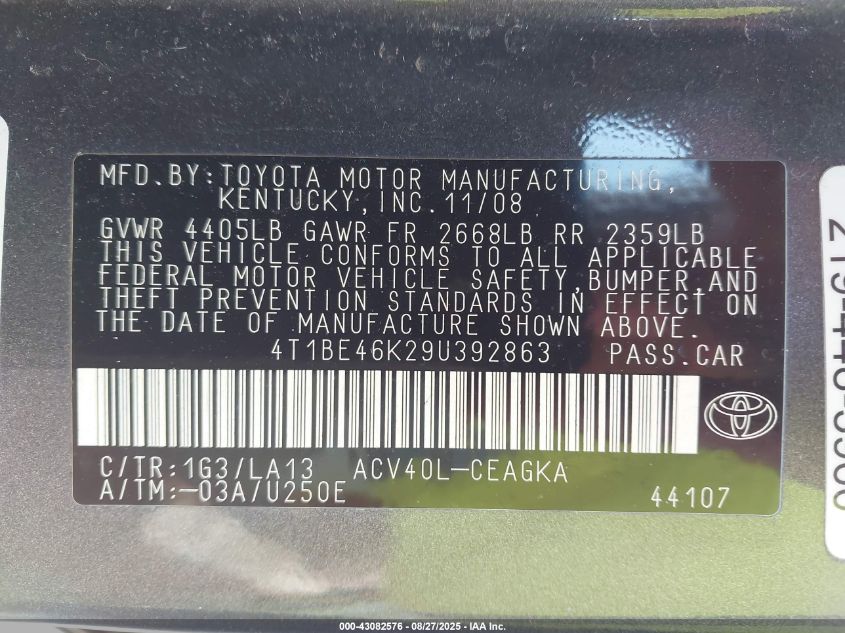 MFD.BY:TOYOTA MOTOR MANUFACTURING,
KENTUCKY,INC.11/08
GVWR 4405LB GAWR FR 2668LB RR 2359LB
THIS VEHICLE CONFORMS TO ALL APPLICABLE
FEDERAL MOTOR VEHICLE SAFETY,BUMPER,AND
THEFT PREVENTION STANDARDS IN EFFECT ON
THE DATE OF MANUFACTURE SHOWN ABOVE.
4T1BE46K29U392863 PASS.CAR
C/TR:1G3/LA13 ACV40L-CEAGKA
A/TM:-03A/U250E 44107
000-43082576 - 08/27/2025 - IAA Inc.